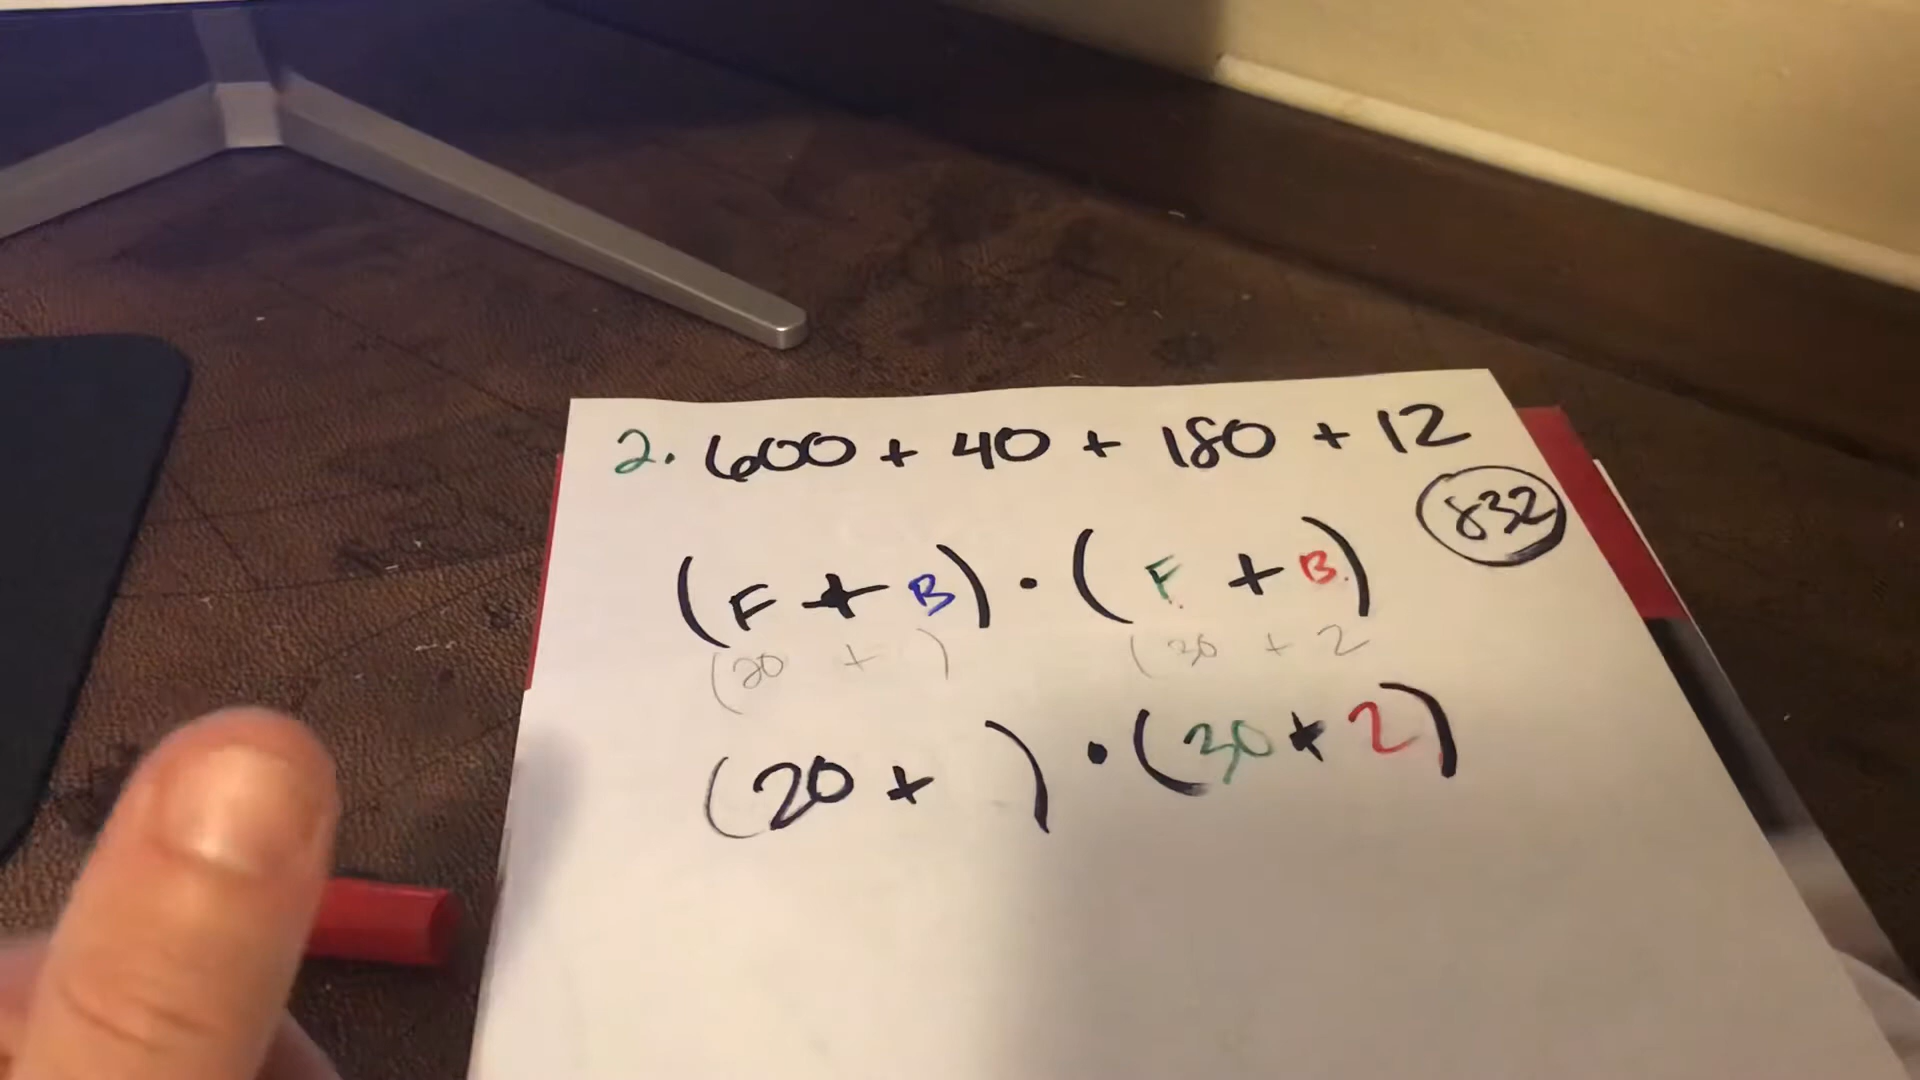 2. 600 + 40 + 180 + 12
832
(F + B) · (F + B)
(20 + ) (30 + 2
(20 + ) · (30 + 2)